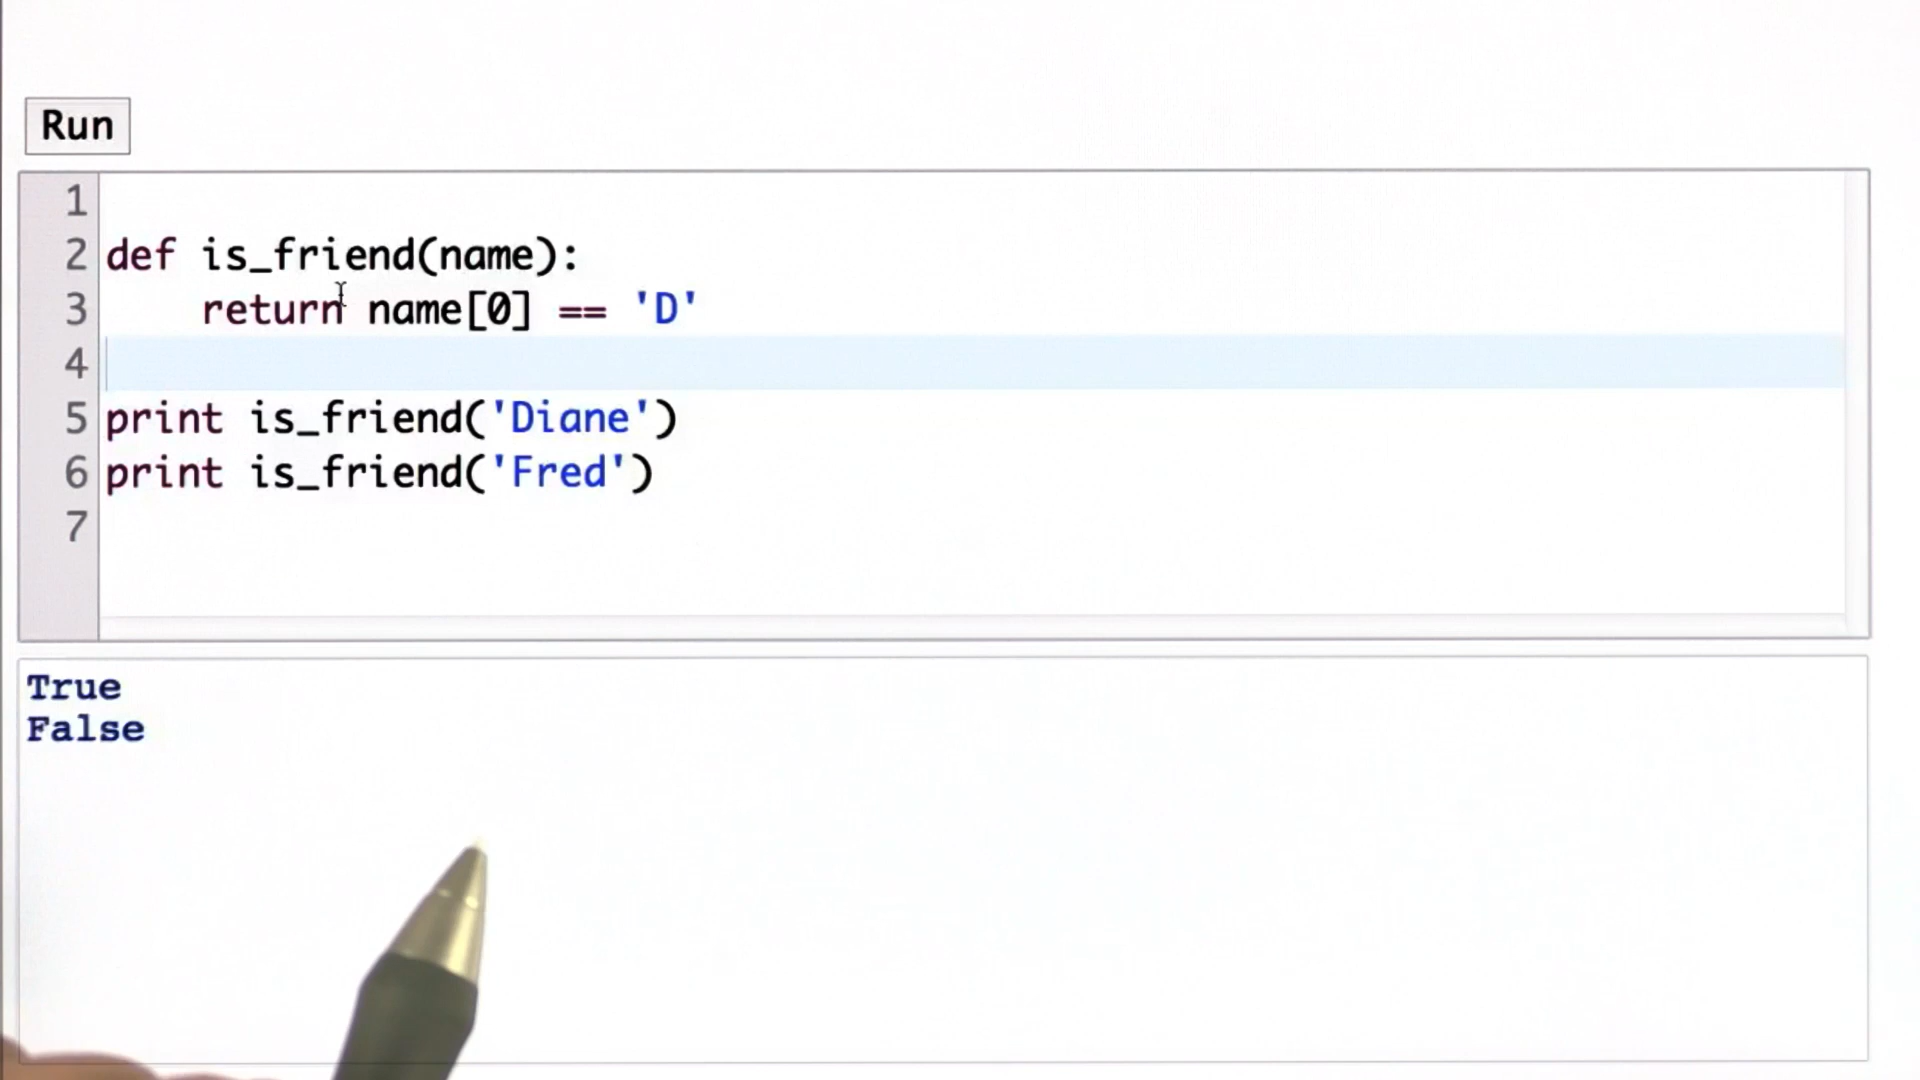 Run
1
2 def is_friend(name):
3     return name[0] == 'D'
4
5 print is_friend('Diane')
6 print is_friend('Fred')
7
True
False